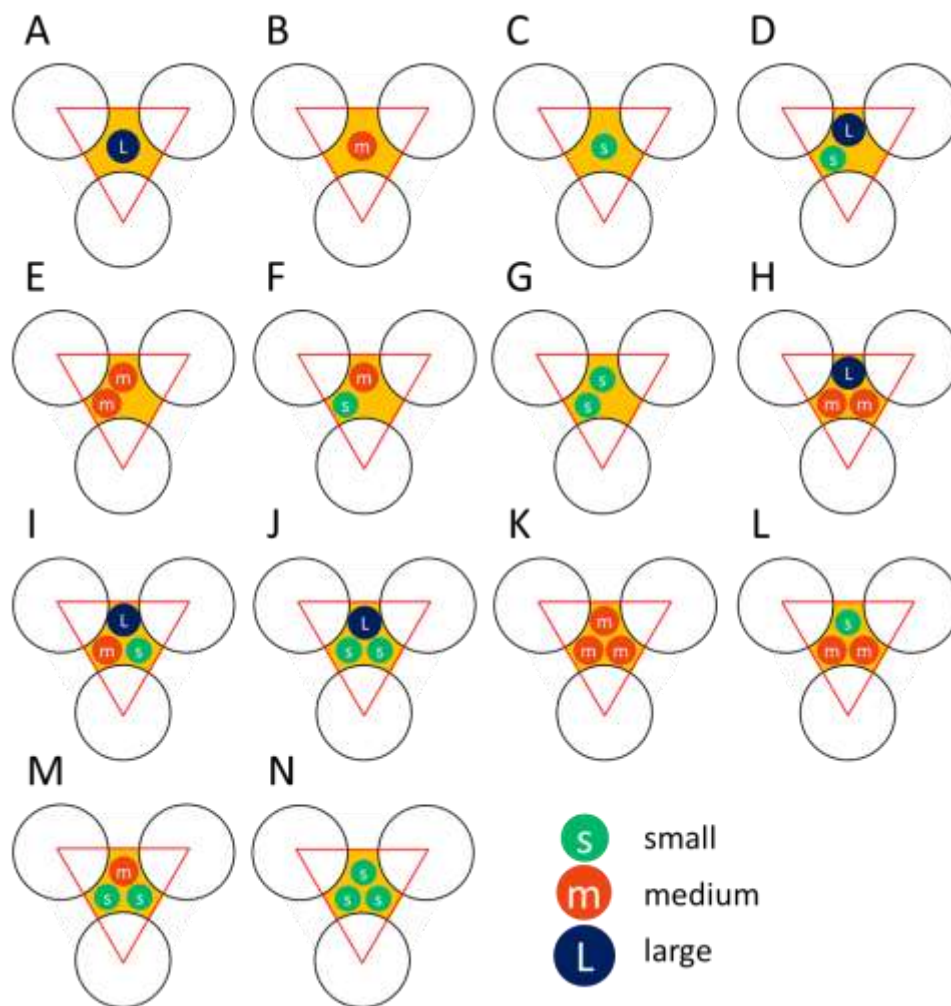 A B C D
L m s L
s
E F G H
m m s L
m s s m m
I J K L
L L m s
m s s s m m m m
M N
m s
s s s s
s small
m medium
L large